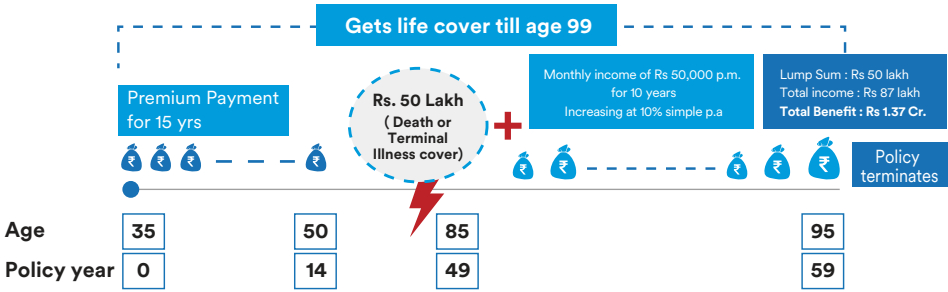 Gets life cover till age 99
Premium Payment
for 15 yrs
Rs. 50 Lakh
( Death or
Terminal
Illness cover)
Monthly income of Rs 50,000 p.m.
for 10 years
Increasing at 10% simple p.a
Lump Sum : Rs 50 lakh
Total income : Rs 87 lakh
Total Benefit : Rs 1.37 Cr.
₹ ₹ ₹ ₹ ₹ ₹ ₹ ₹ ₹
Policy
terminates
Age 35 50 85 95
Policy year 0 14 49 59